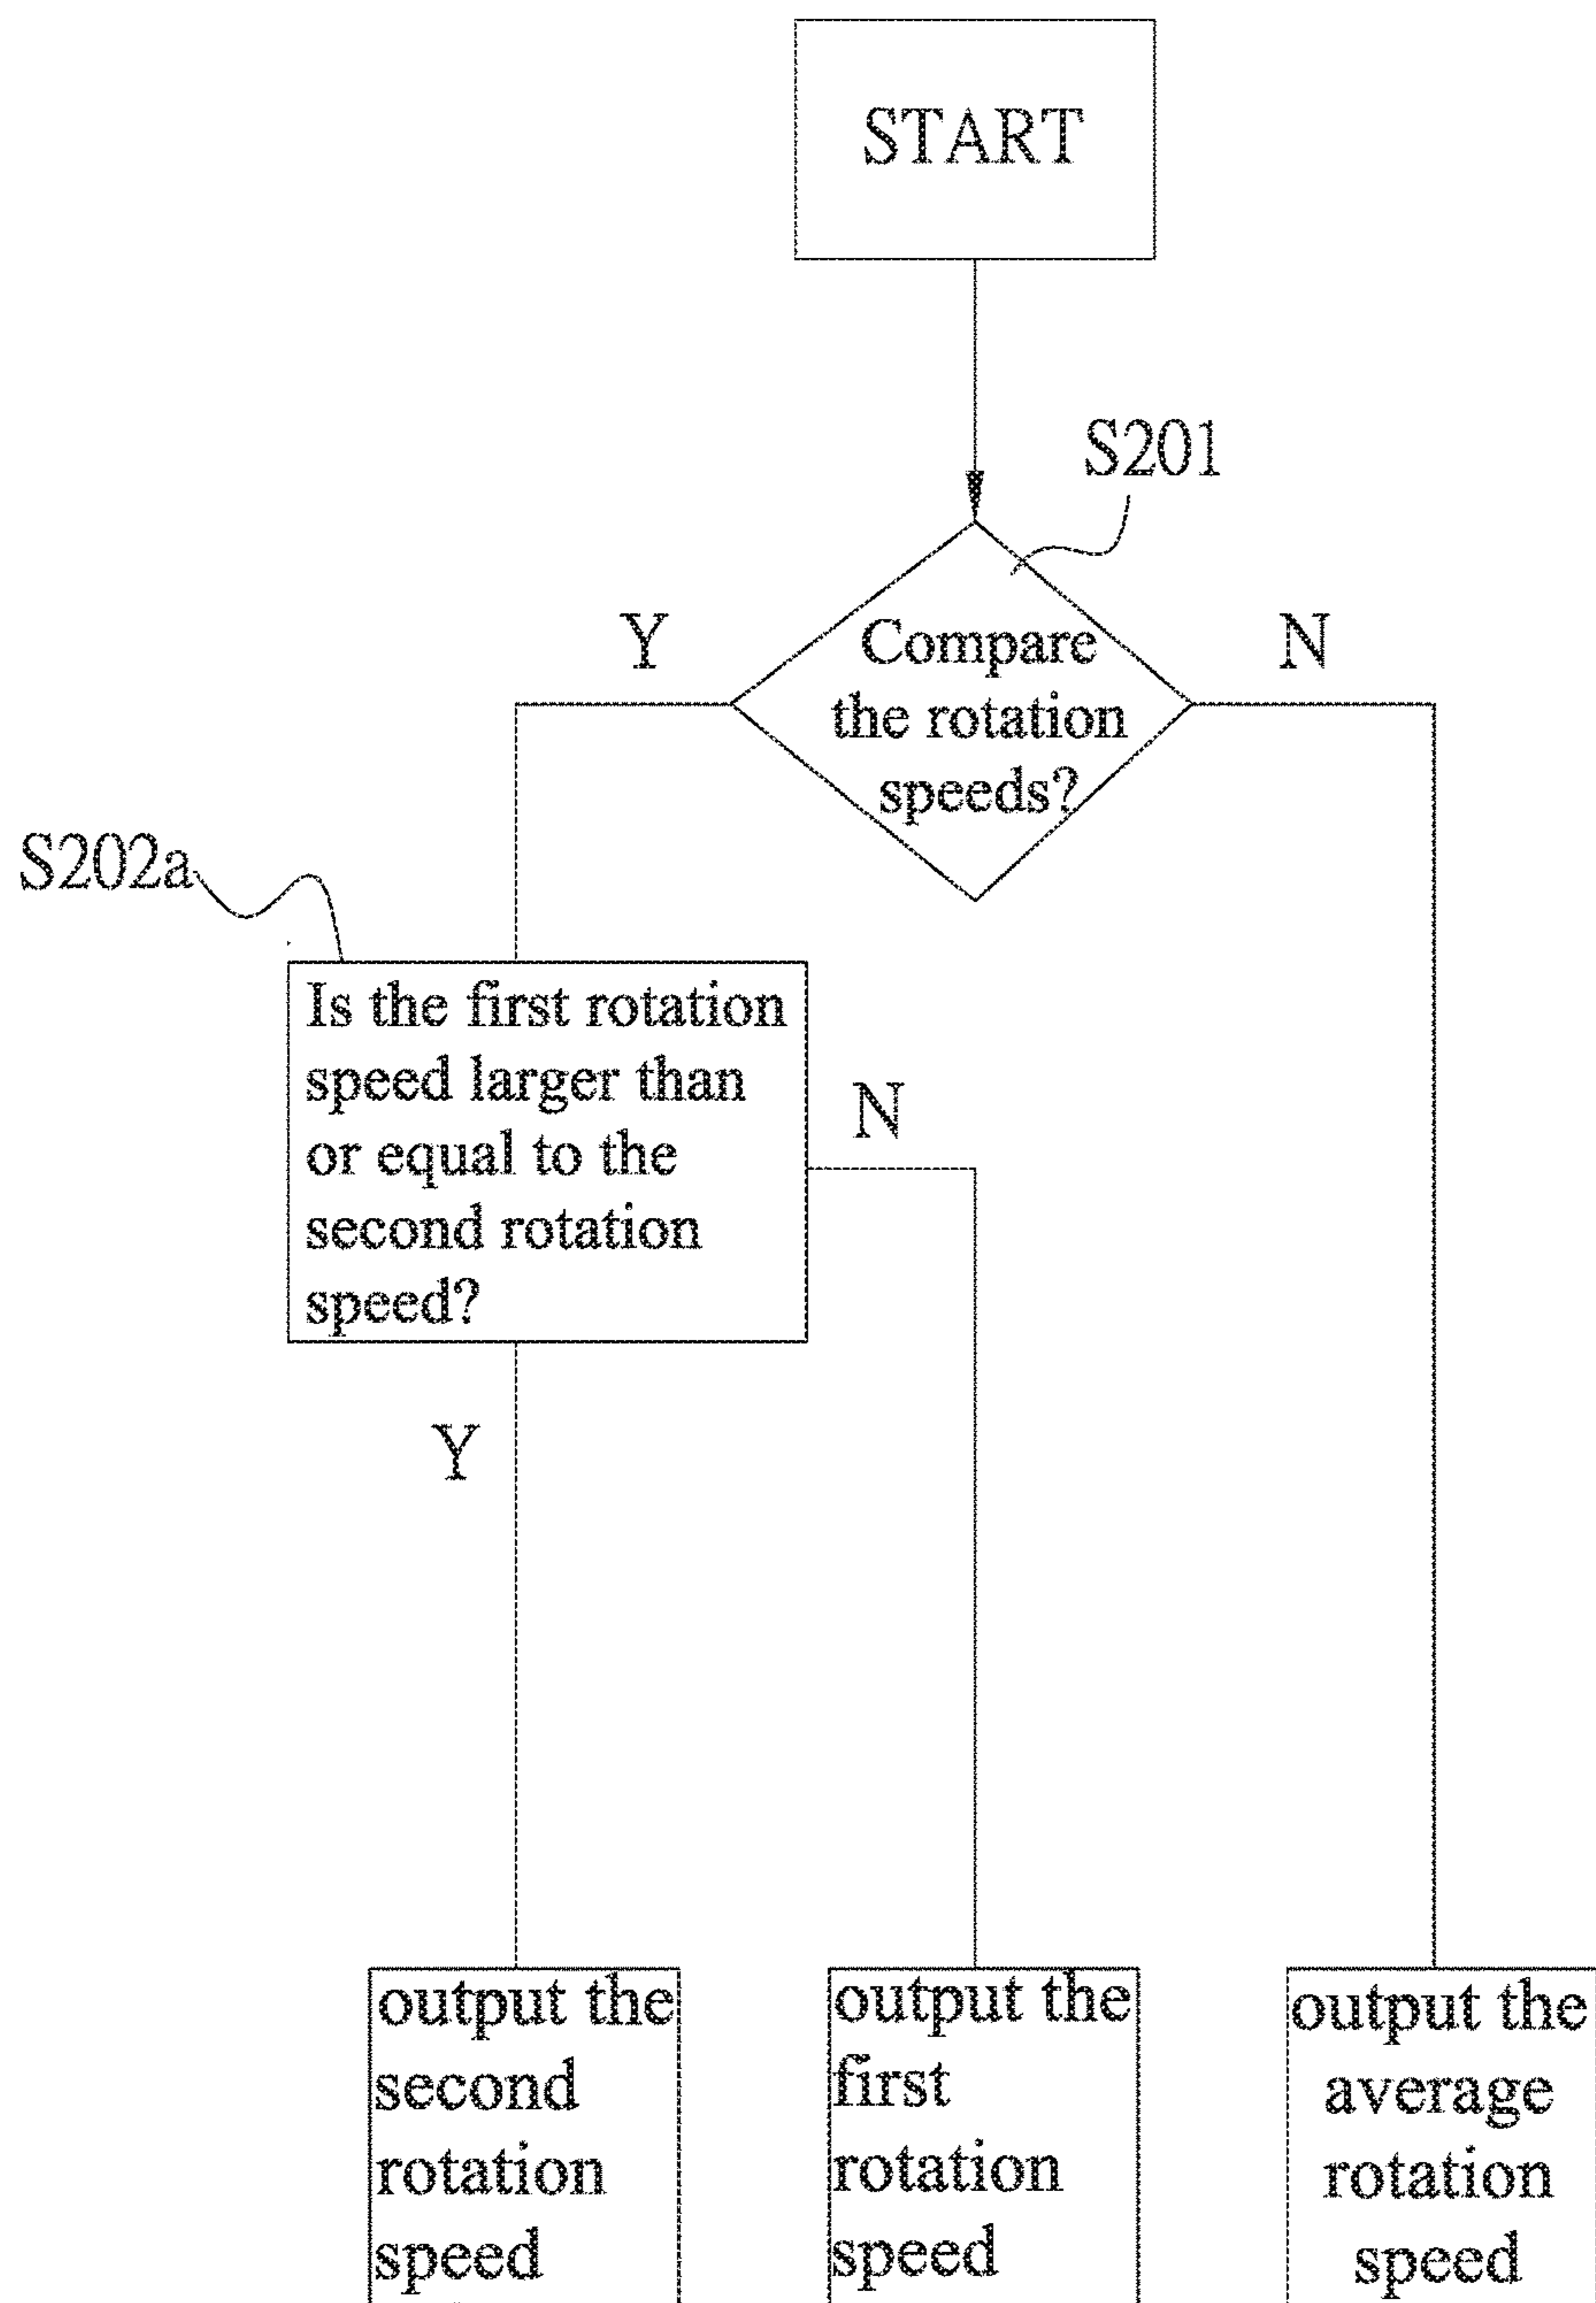 START
S201
Y
N
Compare
the rotation
speeds?
S202a
Is the first rotation
speed larger than
or equal to the
second rotation
speed?
N
Y
output the
second
rotation
speed
output the
first
rotation
speed
output the
average
rotation
speed